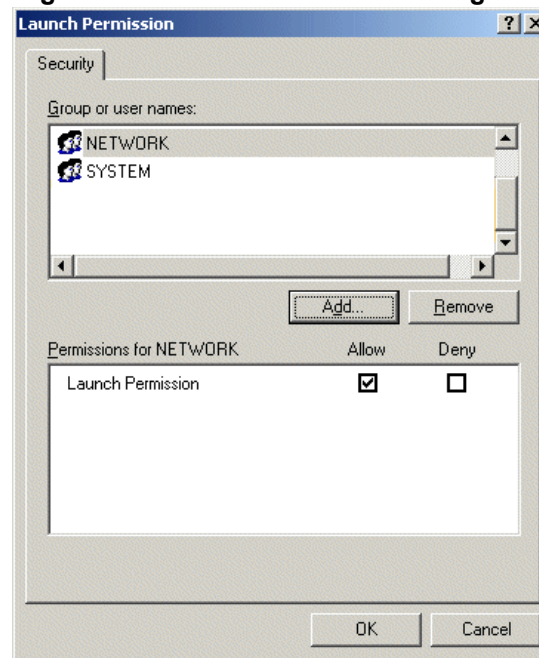 Launch Permission
Security
Group or user names:
NETWORK
SYSTEM
Add... Remove
Permissions for NETWORK Allow Deny
Launch Permission
OK Cancel